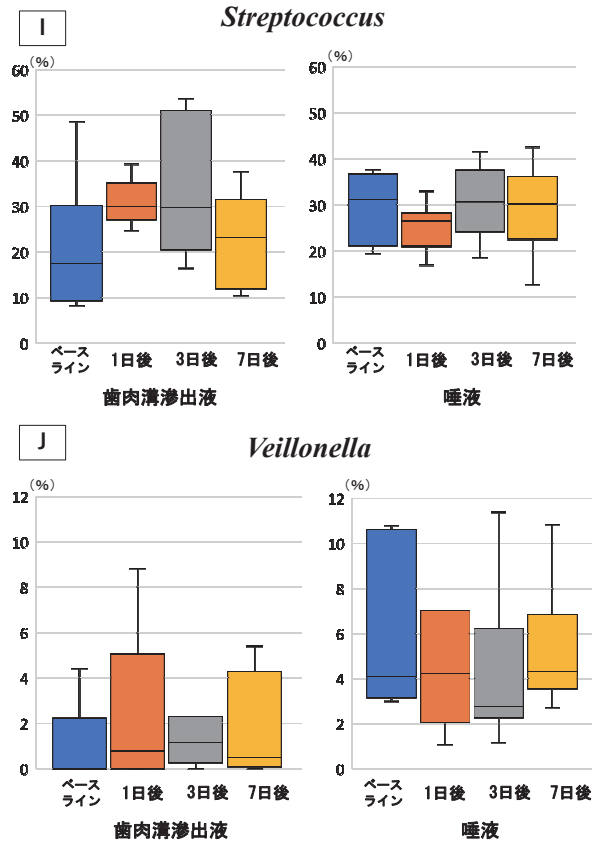 I
Streptococcus
(%) (%)
60 60
50 50
40 40
30 30
20 20
10 10
0 0
ベースライン 1日後 3日後 7日後 ベースライン 1日後 3日後 7日後
歯肉溝滲出液 唾液
J
Veillonella
(%) (%)
12 12
10 10
8 8
6 6
4 4
2 2
0 0
ベースライン 1日後 3日後 7日後 ベースライン 1日後 3日後 7日後
歯肉溝滲出液 唾液